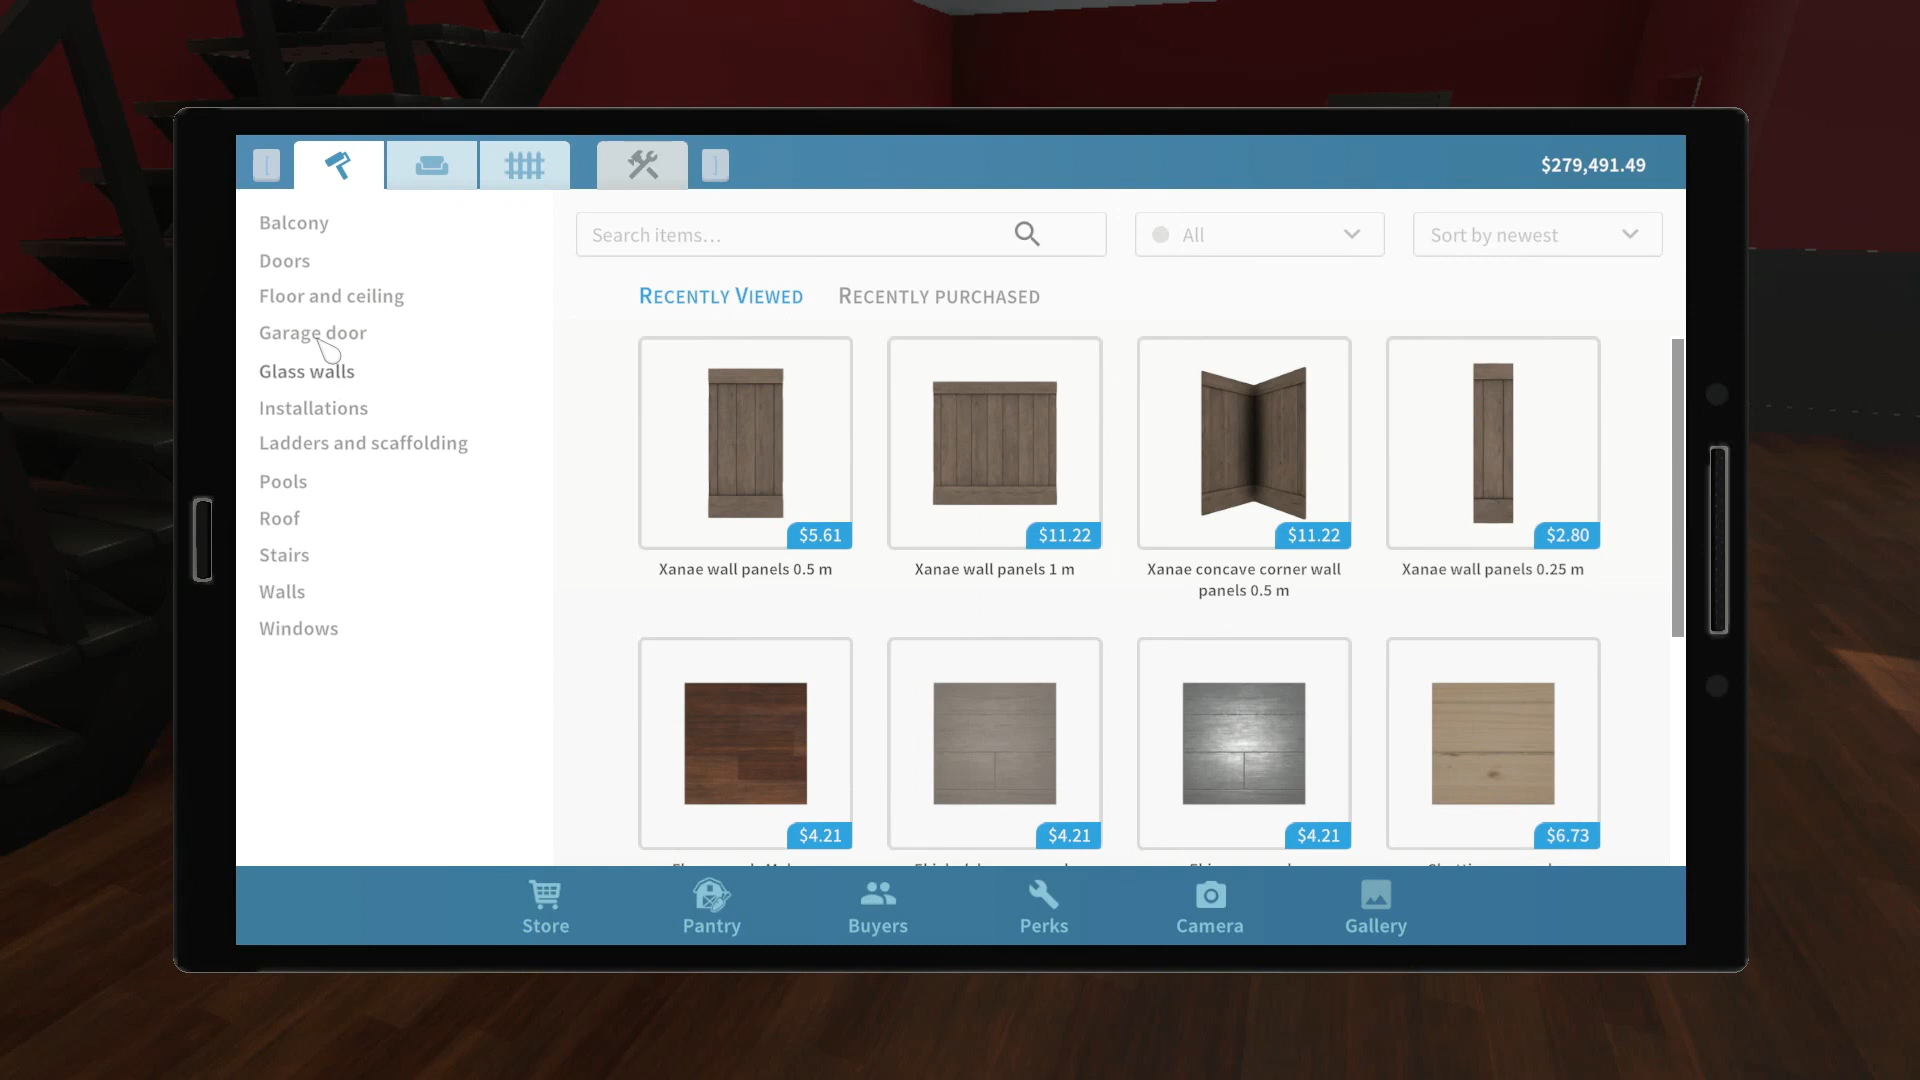 $279,491.49
Balcony
Doors
Floor and ceiling
Garage door
Glass walls
Installations
Ladders and scaffolding
Pools
Roof
Stairs
Walls
Windows
Search items…
All
Sort by newest
RECENTLY VIEWED
RECENTLY PURCHASED
$5.61
$11.22
$11.22
$2.80
Xanae wall panels 0.5 m
Xanae wall panels 1 m
Xanae concave corner wall
panels 0.5 m
Xanae wall panels 0.25 m
$4.21
$4.21
$4.21
$6.73
Store
Pantry
Buyers
Perks
Camera
Gallery